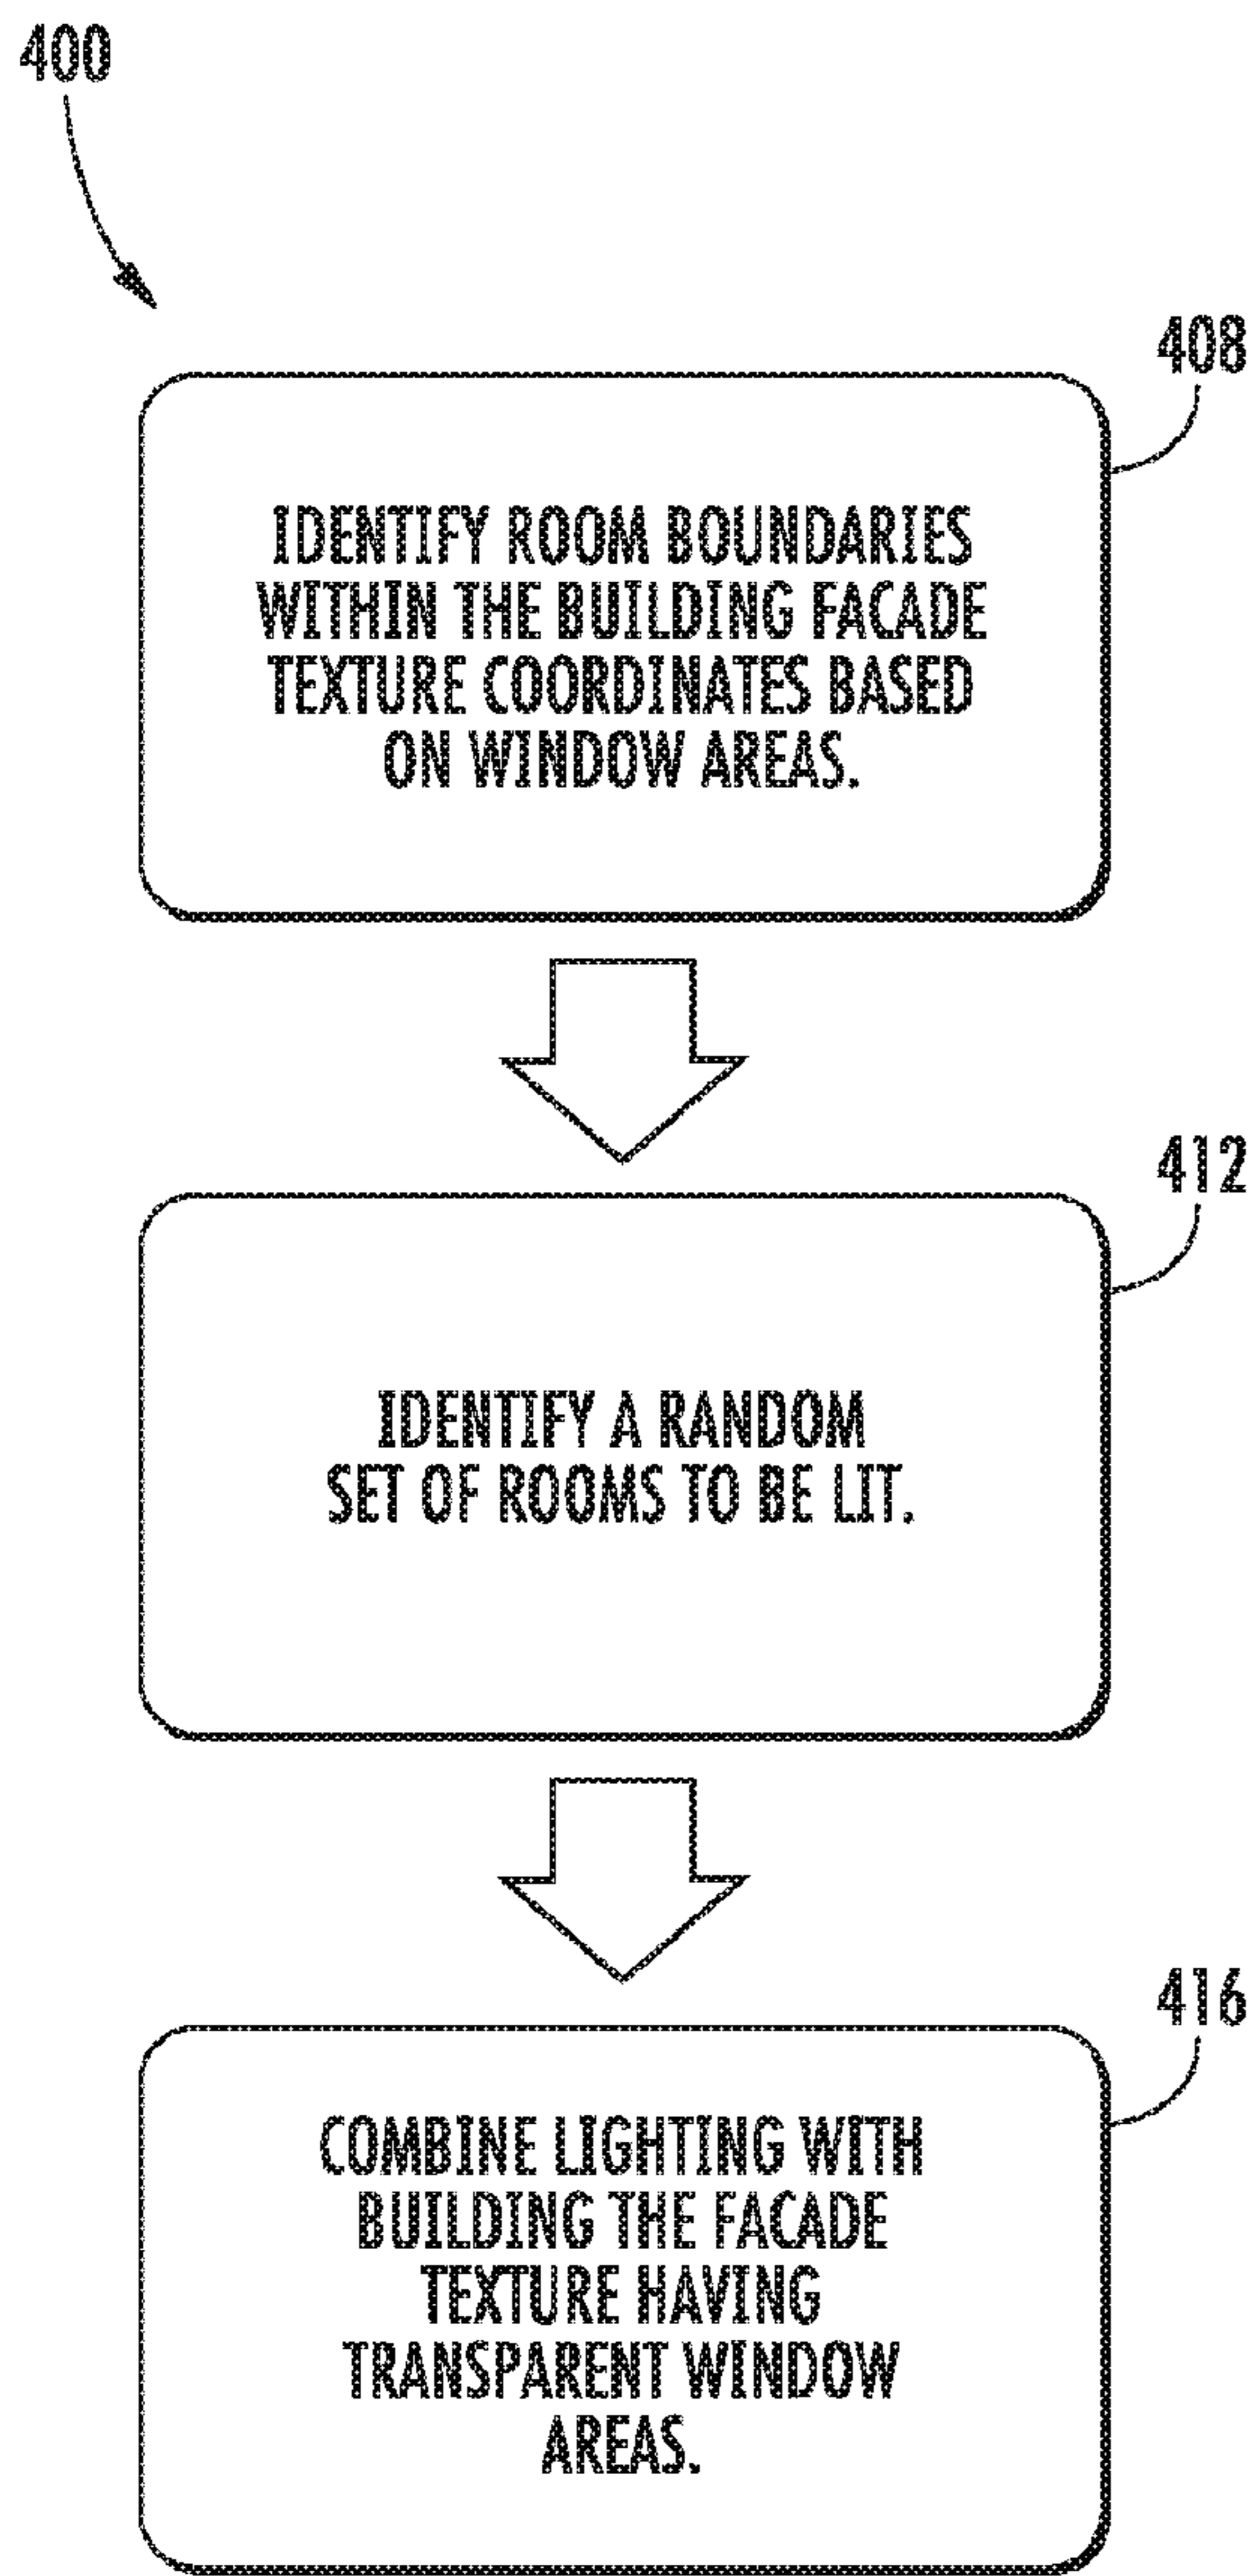 400
408
IDENTIFY ROOM BOUNDARIES
WITHIN THE BUILDING FACADE
TEXTURE COORDINATES BASED
ON WINDOW AREAS.
412
IDENTIFY A RANDOM
SET OF ROOMS TO BE LIT.
416
COMBINE LIGHTING WITH
BUILDING THE FACADE
TEXTURE HAVING
TRANSPARENT WINDOW
AREAS.